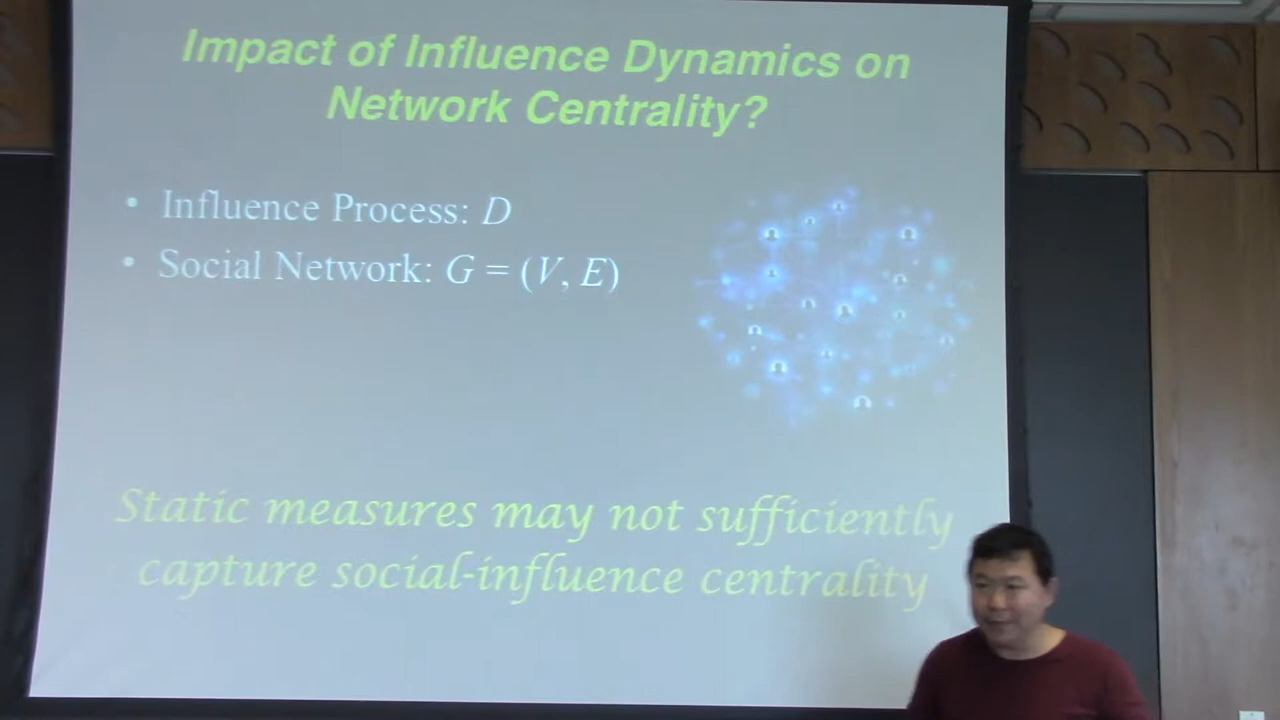 Impact of Influence Dynamics on
Network Centrality?
• Influence Process: D
• Social Network: G = (V, E)
Static measures may not sufficiently
capture social-influence centrality